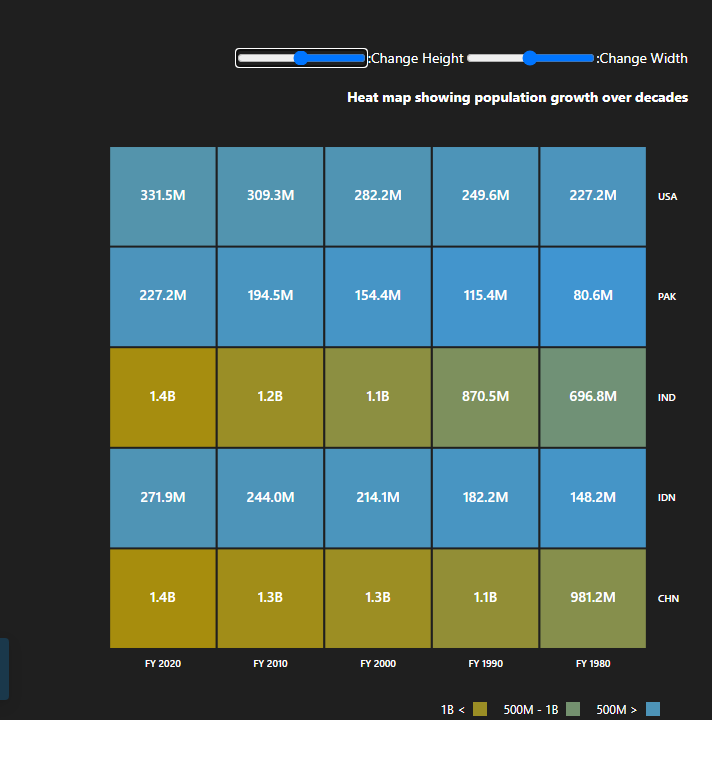 :Change Height :Change Width
Heat map showing population growth over decades
331.5M 309.3M 282.2M 249.6M 227.2M USA
227.2M 194.5M 154.4M 115.4M 80.6M PAK
1.4B 1.2B 1.1B 870.5M 696.8M IND
271.9M 244.0M 214.1M 182.2M 148.2M IDN
1.4B 1.3B 1.3B 1.1B 981.2M CHN
FY 2020 FY 2010 FY 2000 FY 1990 FY 1980
1B < 500M - 1B 500M >